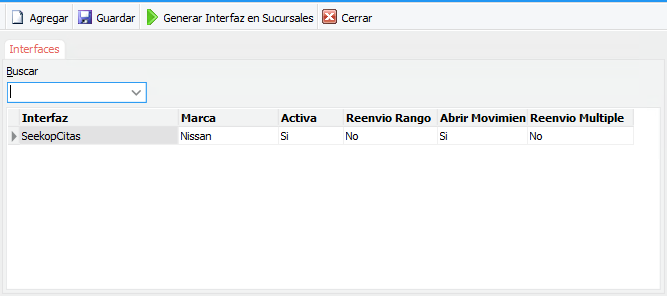 Agregar Guardar Generar Interfaz en Sucursales Cerrar
Interfaces
Buscar
Interfaz Marca Activa Reenvio Rango Abrir Movimien Reenvio Multiple
SeekopCitas Nissan Si No Si No